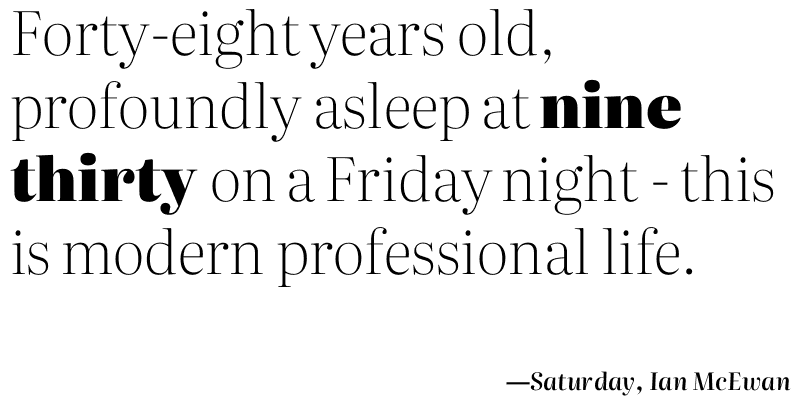 Forty-eight years old,
profoundly asleep at nine
thirty on a Friday night - this
is modern professional life.
—Saturday, Ian McEwan